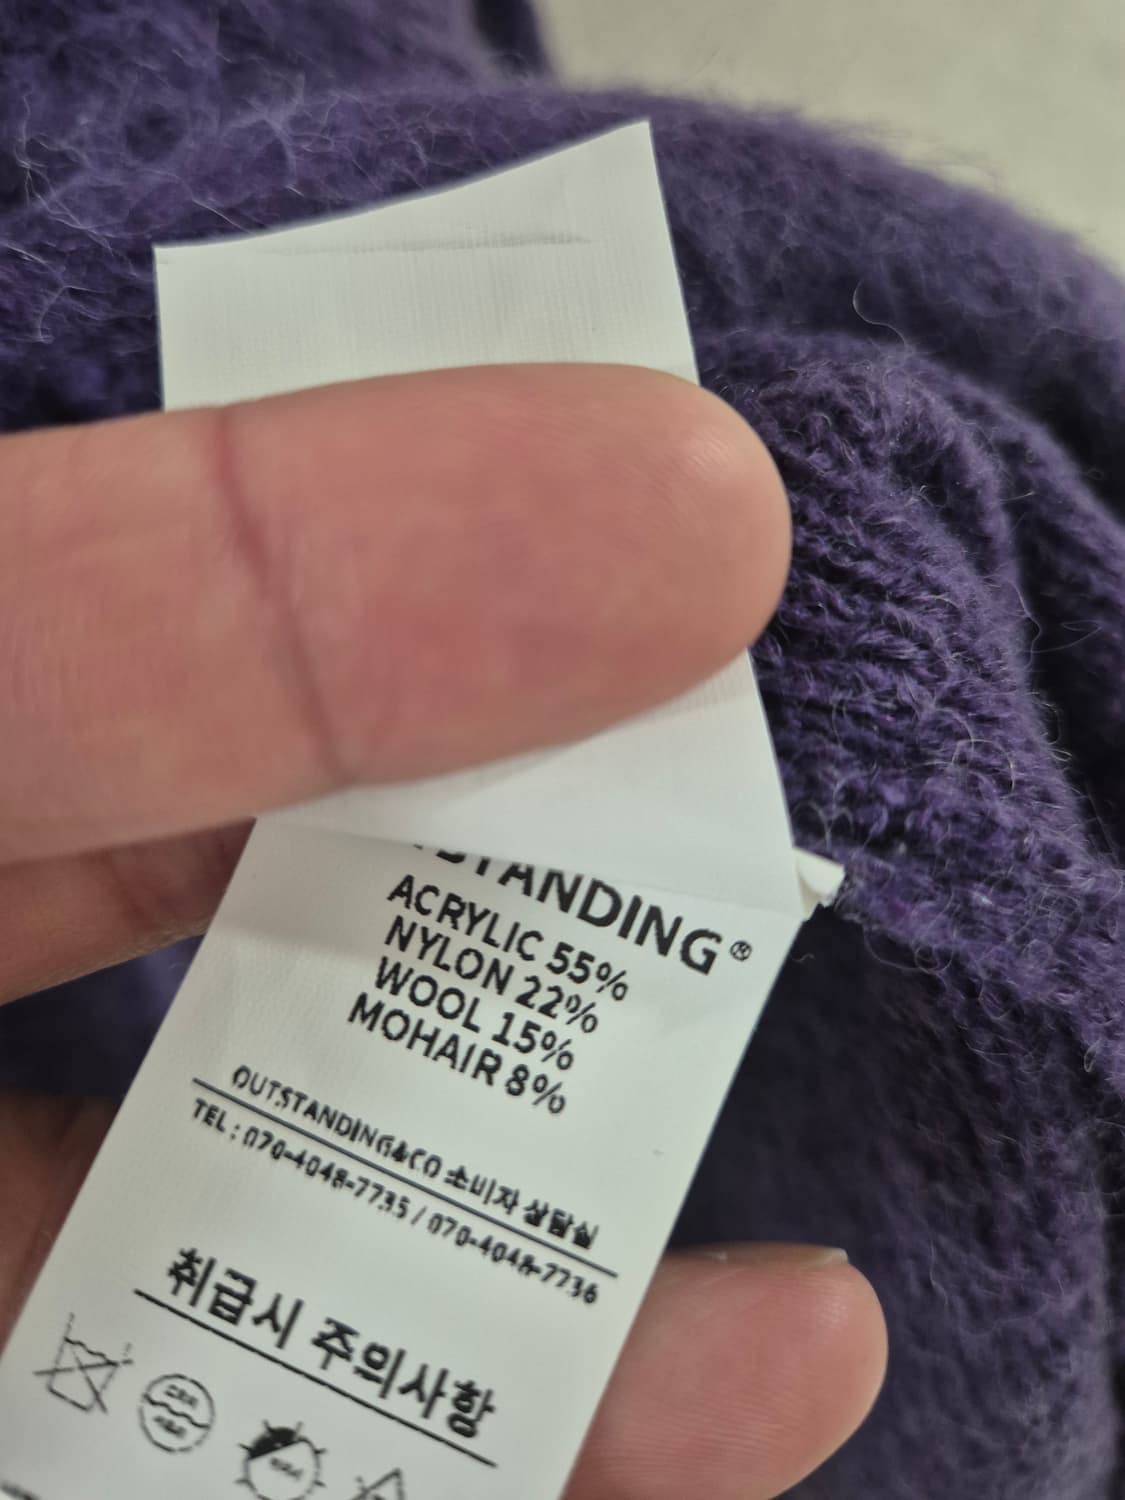 STANDING®
ACRYLIC 55%
NYLON 22%
WOOL 15%
MOHAIR 8%
OUTSTANDING&CO 소비자 상담실
TEL : 070-4048-7735 / 070-4048-7736
취급시 주의사항